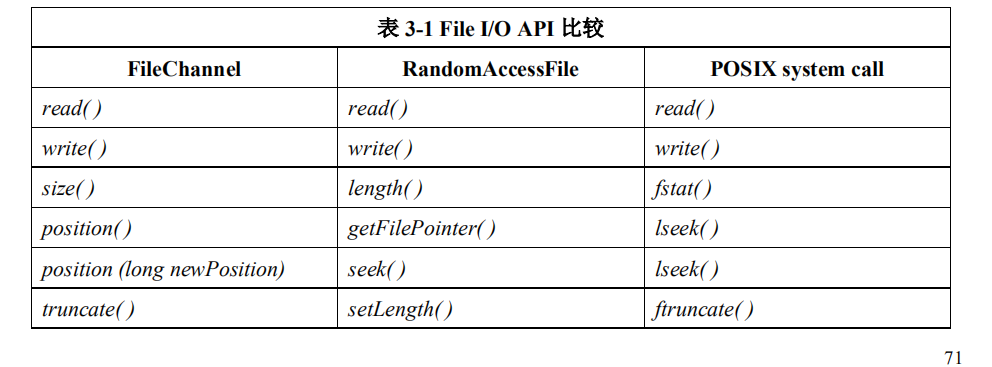 表 3-1 File I/O API 比较
FileChannel RandomAccessFile POSIX system call
read( ) read( ) read( )
write( ) write( ) write( )
size( ) length( ) fstat( )
position( ) getFilePointer( ) lseek( )
position (long newPosition) seek( ) lseek( )
truncate( ) setLength( ) ftruncate( )
71